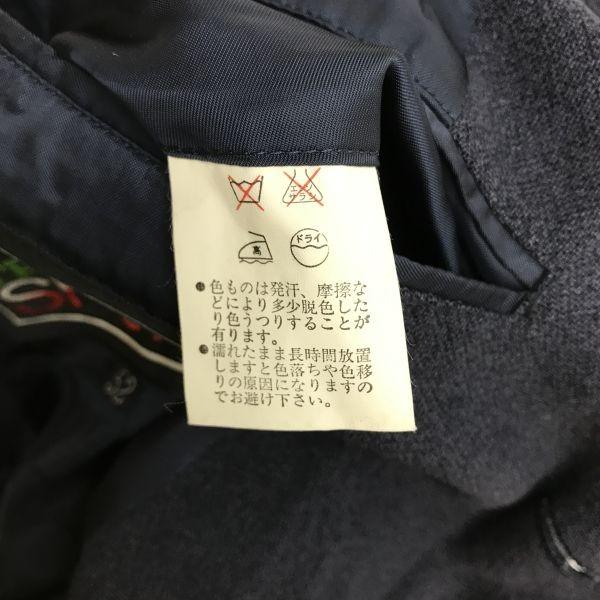 エンソ
サラシ
高
ドライ
●色ものは発汗、摩擦な
どにより多少脱色した
り色うつりすることが
有ります。
●濡れたまま長時間放置
しますと色落ちや色移
りの原因になりますの
でお避け下さい。